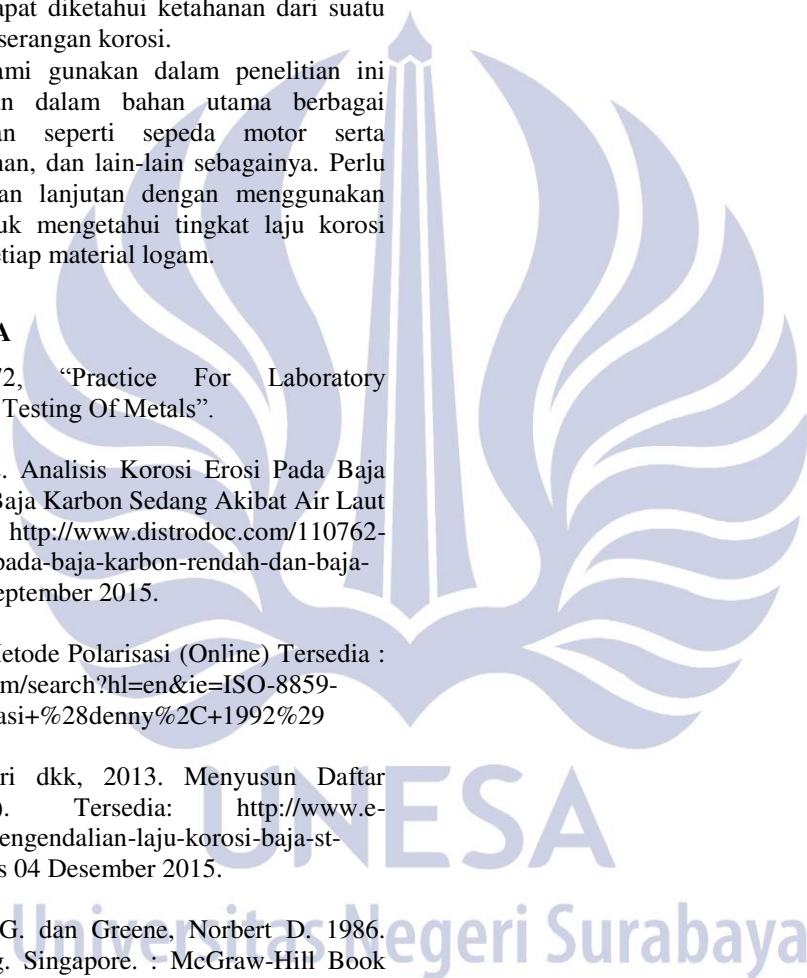 apat diketahui ketahanan dari suatu
serangan korosi.
ami gunakan dalam penelitian ini
n dalam bahan utama berbagai
an seperti sepeda motor serta
nan, dan lain-lain sebagainya. Perlu
an lanjutan dengan menggunakan
uk mengetahui tingkat laju korosi
etiap material logam.
A
72, “Practice For Laboratory
Testing Of Metals”.
. Analisis Korosi Erosi Pada Baja
Baja Karbon Sedang Akibat Air Laut
http://www.distrodoc.com/110762-
pada-baja-karbon-rendah-dan-baja-
eptember 2015.
Metode Polarisasi (Online) Tersedia :
m/search?hl=en&ie=ISO-8859-
asi+%28denny%2C+1992%29
ri dkk, 2013. Menyusun Daftar
). Tersedia: http://www.e-
engendalian-laju-korosi-baja-st-
s 04 Desember 2015.
G. dan Greene, Norbert D. 1986.
g. Singapore. : McGraw-Hill Book
UNESA
Universitas Negeri Surabaya